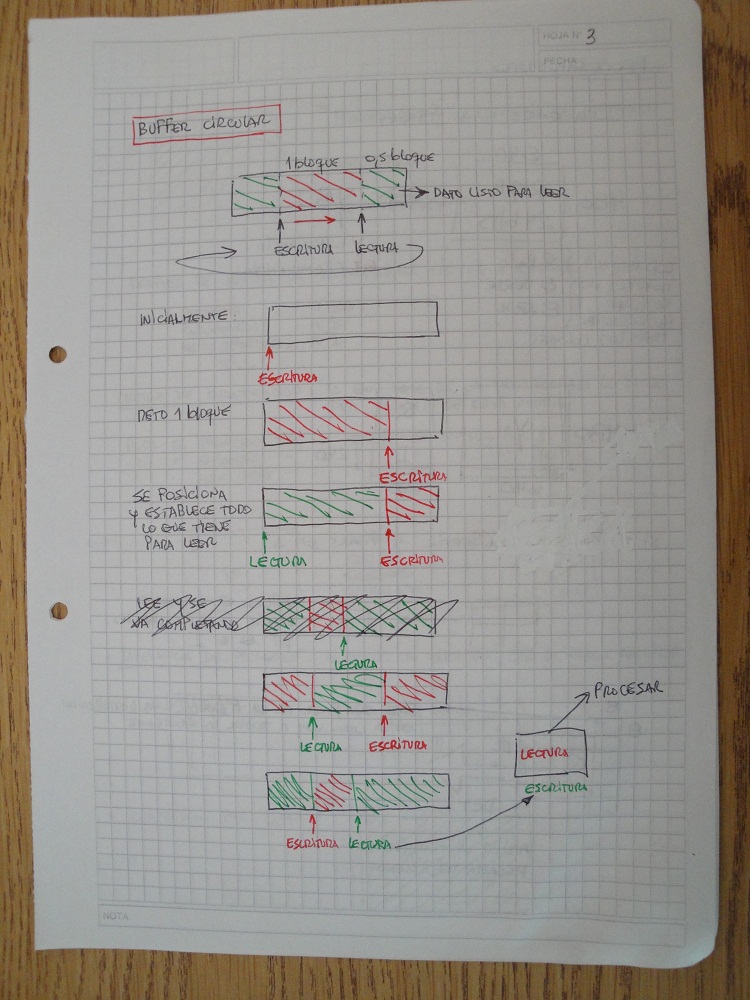 HOJA Nº 3
FECHA
BUFFER CIRCULAR
1 bloque 0,5 bloque
DATO LISTO PARA LEER
ESCRITURA LECTURA
INICIALMENTE:
ESCRITURA
METO 1 bloque
ESCRITURA
SE POSICIONA
Y ESTABLECE TODO
LO QUE TIENE
PARA LEER
LECTURA ESCRITURA
LEE Y SE
VA COMPLETANDO
LECTURA
PROCESAR
LECTURA ESCRITURA
LECTURA
ESCRITURA
ESCRITURA LECTURA
NOTA